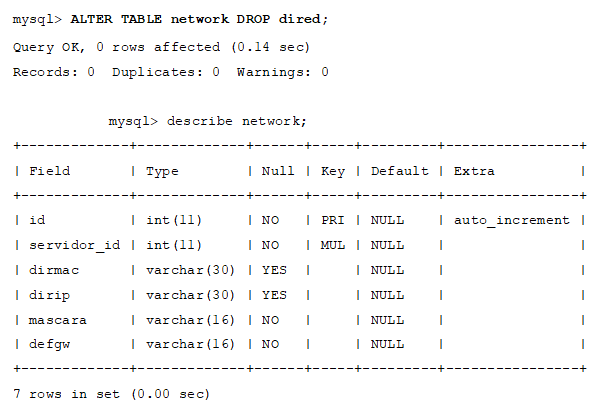 mysql> ALTER TABLE network DROP dired;
Query OK, 0 rows affected (0.14 sec)
Records: 0  Duplicates: 0  Warnings: 0
mysql> describe network;
+-------------+-------------+------+-----+---------+----------------+
| Field       | Type        | Null | Key | Default | Extra          |
+-------------+-------------+------+-----+---------+----------------+
| id          | int(11)     | NO   | PRI | NULL    | auto_increment |
| servidor_id | int(11)     | NO   | MUL | NULL    |                |
| dirmac      | varchar(30) | YES  |     | NULL    |                |
| dirip       | varchar(30) | YES  |     | NULL    |                |
| mascara     | varchar(16) | NO   |     | NULL    |                |
| defgw       | varchar(16) | NO   |     | NULL    |                |
+-------------+-------------+------+-----+---------+----------------+
7 rows in set (0.00 sec)